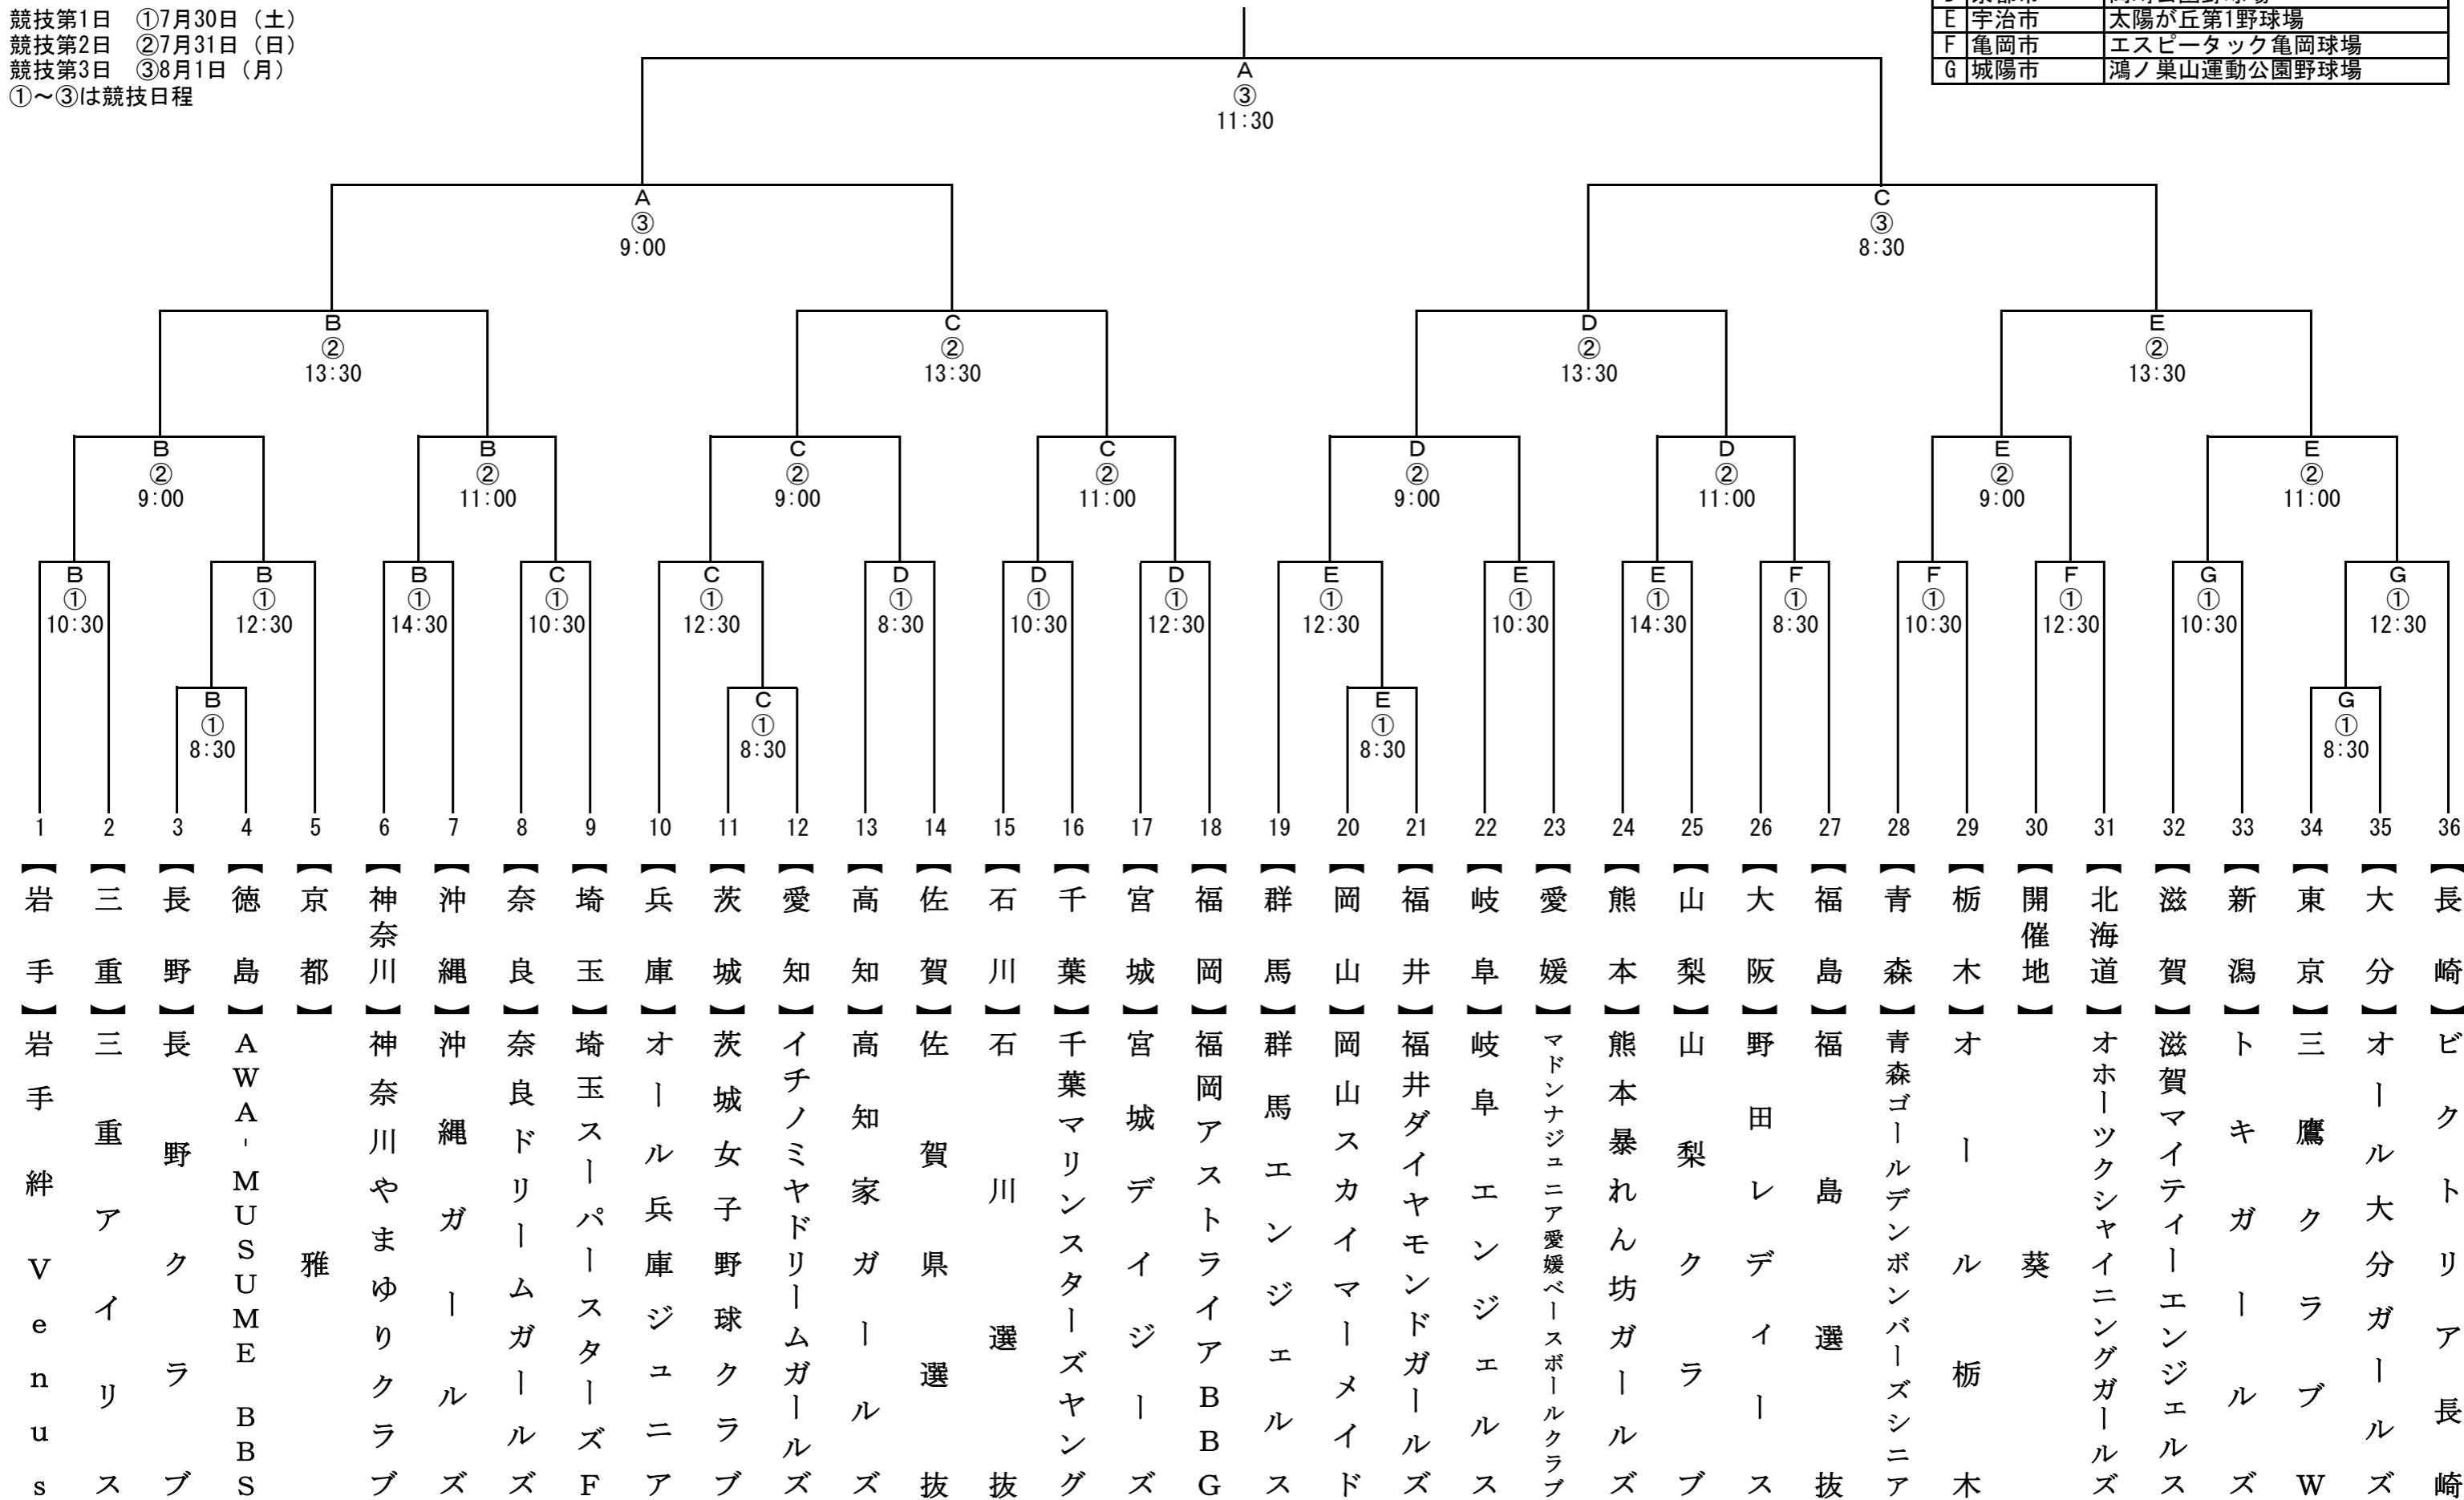 競技第1日　①7月30日（土）
競技第2日　②7月31日（日）
競技第3日　③8月1日（月）
①～③は競技日程
E 宇治市 太陽が丘第1野球場
F 亀岡市 エスピータック亀岡球場
G 城陽市 鴻ノ巣山運動公園野球場
A
③
11:30
A
③
9:00
C
③
8:30
B
②
13:30
C
②
13:30
D
②
13:30
E
②
13:30
B
②
9:00
B
②
11:00
C
②
9:00
C
②
11:00
D
②
9:00
D
②
11:00
E
②
9:00
E
②
11:00
B
①
10:30
B
①
12:30
B
①
14:30
C
①
10:30
C
①
12:30
D
①
8:30
D
①
10:30
D
①
12:30
E
①
12:30
E
①
10:30
E
①
14:30
F
①
8:30
F
①
10:30
F
①
12:30
G
①
10:30
G
①
12:30
B
①
8:30
C
①
8:30
E
①
8:30
G
①
8:30
1 【岩手】 岩手絆Venus
2 【三重】 三重アイリス
3 【長野】 長野クラブ
4 【徳島】 AWA-MUSUME BBS
5 【京都】 雅
6 【神奈川】 神奈川やまゆりクラブ
7 【沖縄】 沖縄ガールズ
8 【奈良】 奈良ドリームガールズ
9 【埼玉】 埼玉スーパースターズF
10 【兵庫】 オール兵庫ジュニア
11 【茨城】 茨城女子野球クラブ
12 【愛知】 イチノミヤドリームガールズ
13 【高知】 高知家ガールズ
14 【佐賀】 佐賀県選抜
15 【石川】 石川選抜
16 【千葉】 千葉マリンスターズヤング
17 【宮城】 宮城デイジーズ
18 【福岡】 福岡アストライアBBG
19 【群馬】 群馬エンジェルス
20 【岡山】 岡山スカイマーメイド
21 【福井】 福井ダイヤモンドガールズ
22 【岐阜】 岐阜エンジェルス
23 【愛媛】 マドンナジュニア愛媛ベースボールクラブ
24 【熊本】 熊本暴れん坊ガールズ
25 【山梨】 山梨クラブ
26 【大阪】 野田レディース
27 【福島】 福島選抜
28 【青森】 青森ゴールデンボンバーズシニア
29 【栃木】 オール栃木
30 【開催地】 葵
31 【北海道】 オホーツクシャイニングガールズ
32 【滋賀】 滋賀マイティーエンジェルス
33 【新潟】 トキガールズ
34 【東京】 三鷹クラブW
35 【大分】 オール大分ガールズ
36 【長崎】 ビクトリア長崎